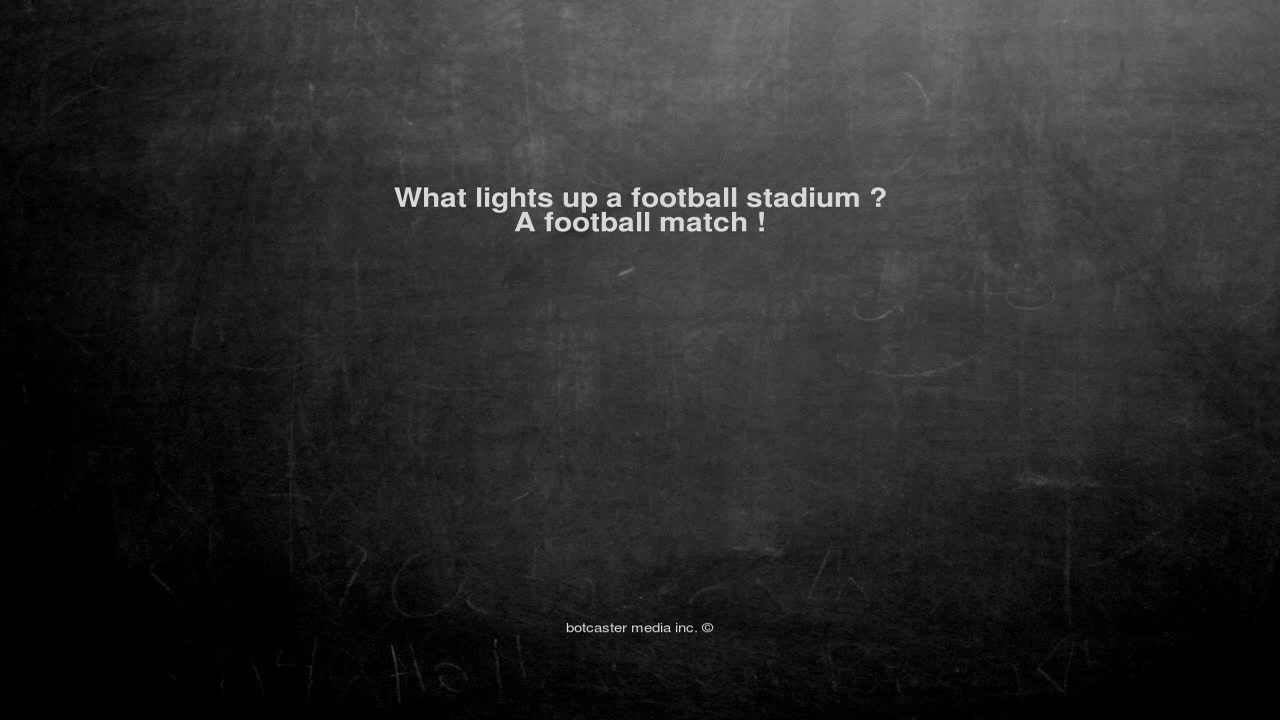 What lights up a football stadium ?
A football match !
botcaster media inc. ©